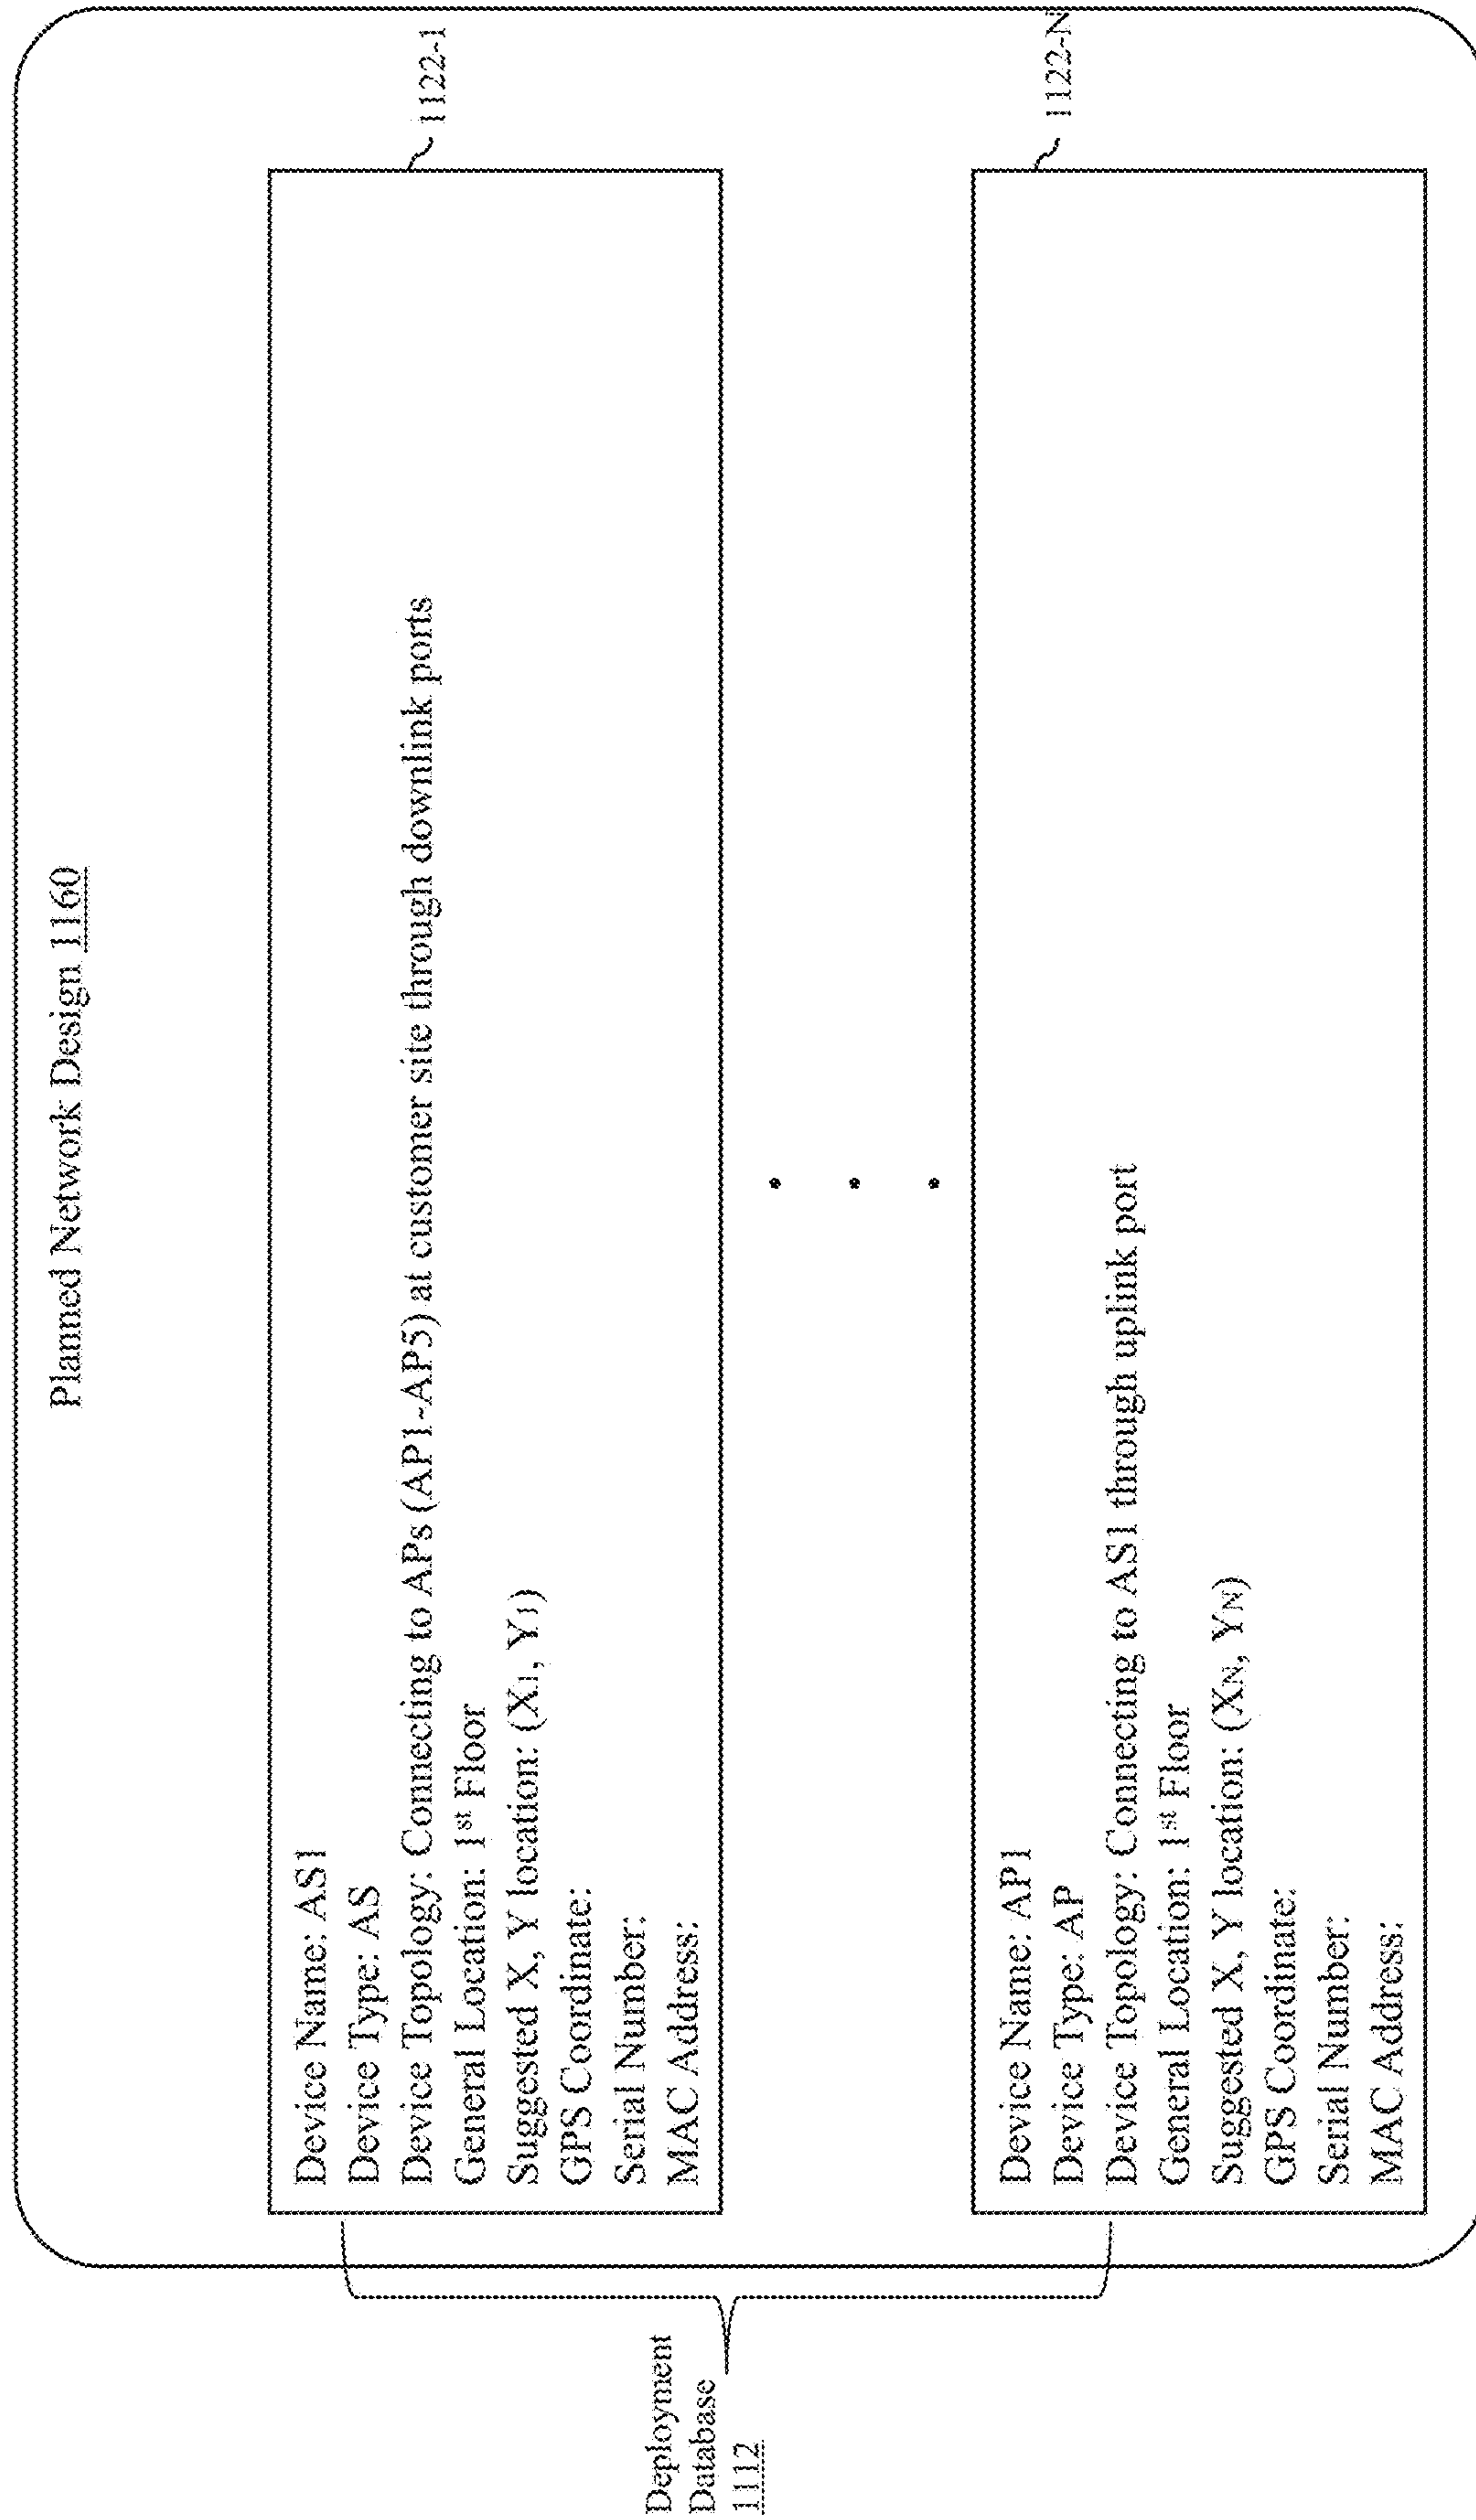 Planned Network Design 1160
Device Name: AS1
Device Type: AS
Device Topology: Connecting to APs (AP1~AP5) at customer site through downlink ports
General Location: 1st Floor
Suggested X, Y location: (X1, Y1)
GPS Coordinate:
Serial Number:
MAC Address:
1122-1
Deployment
Database
1112
Device Name: AP1
Device Type: AP
Device Topology: Connecting to AS1 through uplink port
General Location: 1st Floor
Suggested X, Y location: (XN, YN)
GPS Coordinate:
Serial Number:
MAC Address:
1122-N